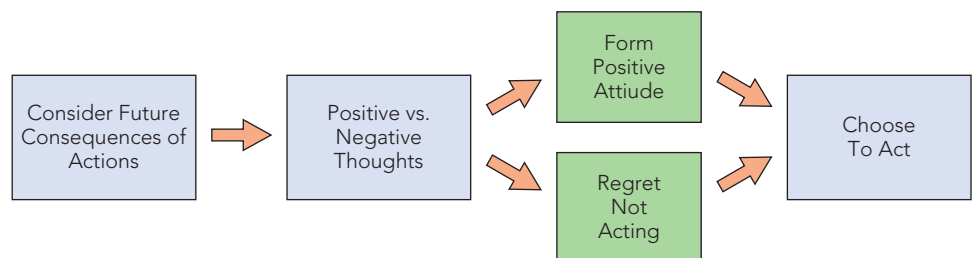 Consider Future
Consequences of
Actions
Positive vs.
Negative
Thoughts
Form
Positive
Attiude
Regret
Not
Acting
Choose
To Act